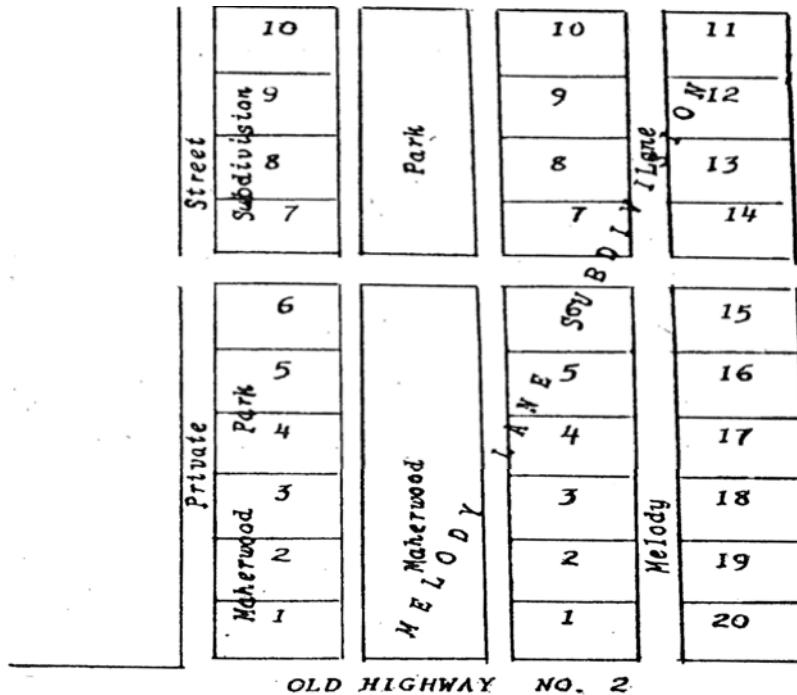 10 10 11
9 9 12
8 8 13
7 7 14
6 6 15
5 5 16
4 4 17
3 3 18
2 2 19
1 1 20
Private Street
Maherwood Park Subdivision
Maherwood Park
MELODY LANE SUBDIVISION
Melody Lane
OLD HIGHWAY NO. 2